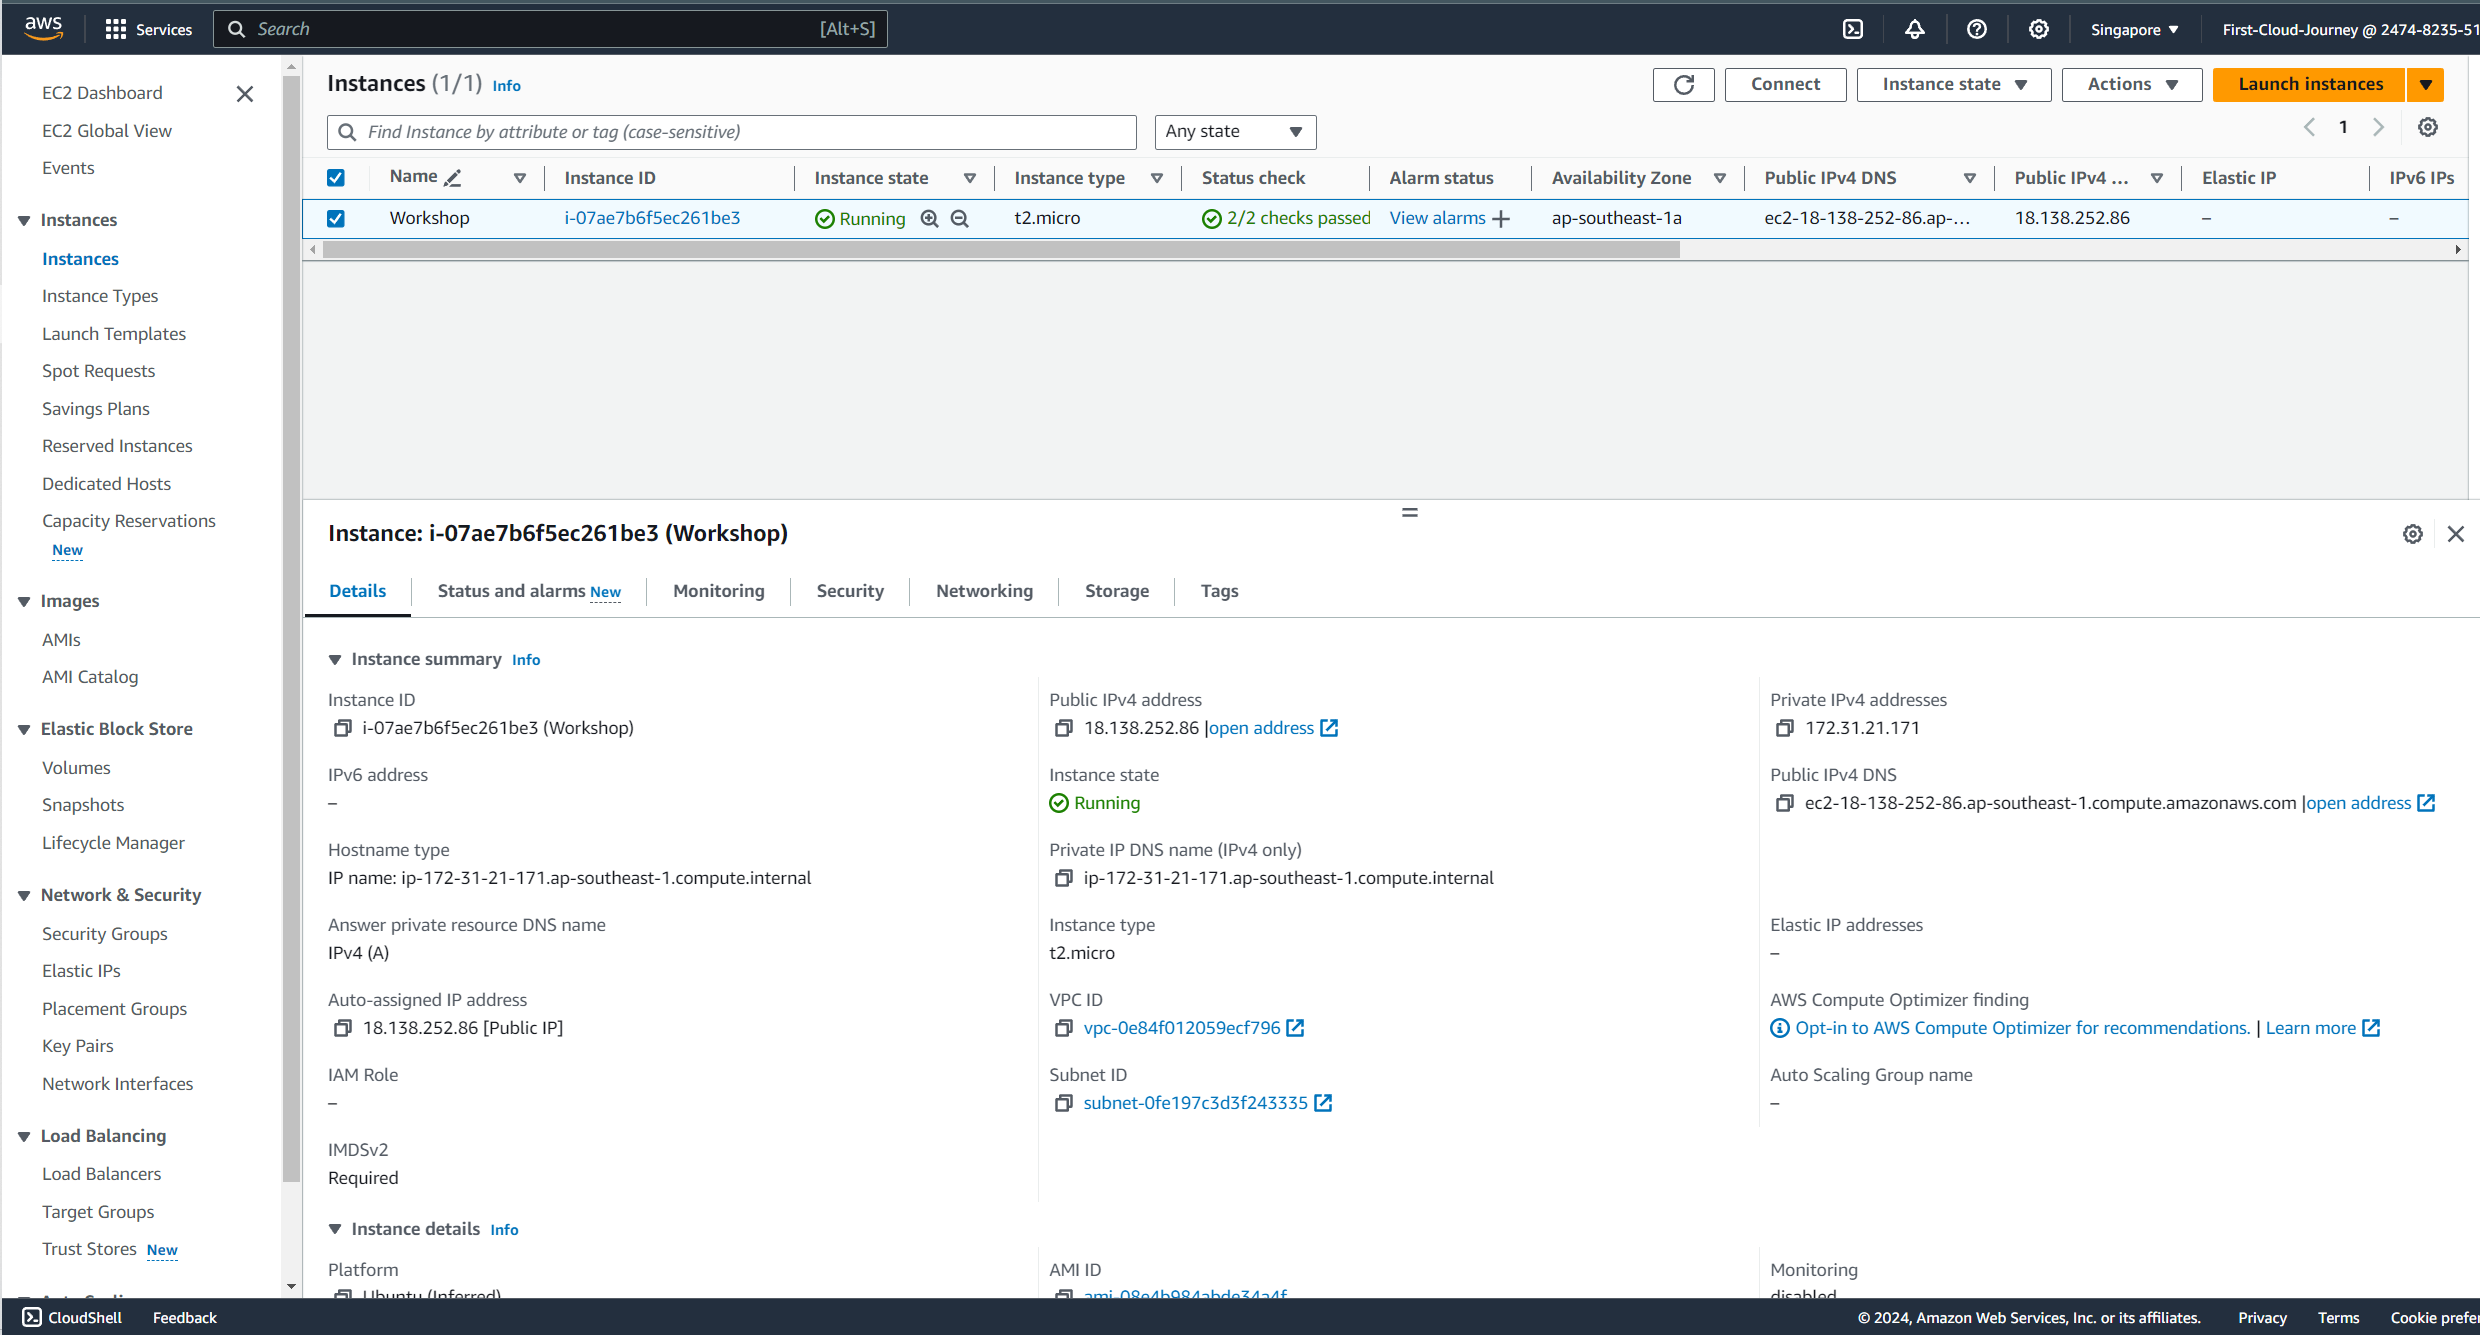 aws
Services
Search
[Alt+S]
Singapore
First-Cloud-Journey @ 2474-8235-51
EC2 Dashboard
EC2 Global View
Events
Instances
Instances
Instance Types
Launch Templates
Spot Requests
Savings Plans
Reserved Instances
Dedicated Hosts
Capacity Reservations
New
Images
AMIs
AMI Catalog
Elastic Block Store
Volumes
Snapshots
Lifecycle Manager
Network & Security
Security Groups
Elastic IPs
Placement Groups
Key Pairs
Network Interfaces
Load Balancing
Load Balancers
Target Groups
Trust Stores New
Instances (1/1) Info
Connect
Instance state
Actions
Launch instances
Find Instance by attribute or tag (case-sensitive)
Any state
1
Name Instance ID Instance state Instance type Status check Alarm status Availability Zone Public IPv4 DNS Public IPv4 ... Elastic IP IPv6 IPs
Workshop i-07ae7b6f5ec261be3 Running t2.micro 2/2 checks passed View alarms ap-southeast-1a ec2-18-138-252-86.ap-... 18.138.252.86 – –
Instance: i-07ae7b6f5ec261be3 (Workshop)
Details Status and alarms New Monitoring Security Networking Storage Tags
Instance summary Info
Instance ID
i-07ae7b6f5ec261be3 (Workshop)
Public IPv4 address
18.138.252.86 |open address
Private IPv4 addresses
172.31.21.171
IPv6 address
–
Instance state
Running
Public IPv4 DNS
ec2-18-138-252-86.ap-southeast-1.compute.amazonaws.com |open address
Hostname type
IP name: ip-172-31-21-171.ap-southeast-1.compute.internal
Private IP DNS name (IPv4 only)
ip-172-31-21-171.ap-southeast-1.compute.internal
Answer private resource DNS name
IPv4 (A)
Instance type
t2.micro
Elastic IP addresses
–
Auto-assigned IP address
18.138.252.86 [Public IP]
VPC ID
vpc-0e84f012059ecf796
AWS Compute Optimizer finding
Opt-in to AWS Compute Optimizer for recommendations. | Learn more
IAM Role
–
Subnet ID
subnet-0fe197c3d3f243335
Auto Scaling Group name
–
IMDSv2
Required
Instance details Info
Platform
Ubuntu (Inferred)
AMI ID
ami-08e4b984abde34a4f
Monitoring
disabled
CloudShell
Feedback
© 2024, Amazon Web Services, Inc. or its affiliates.
Privacy
Terms
Cookie prefer